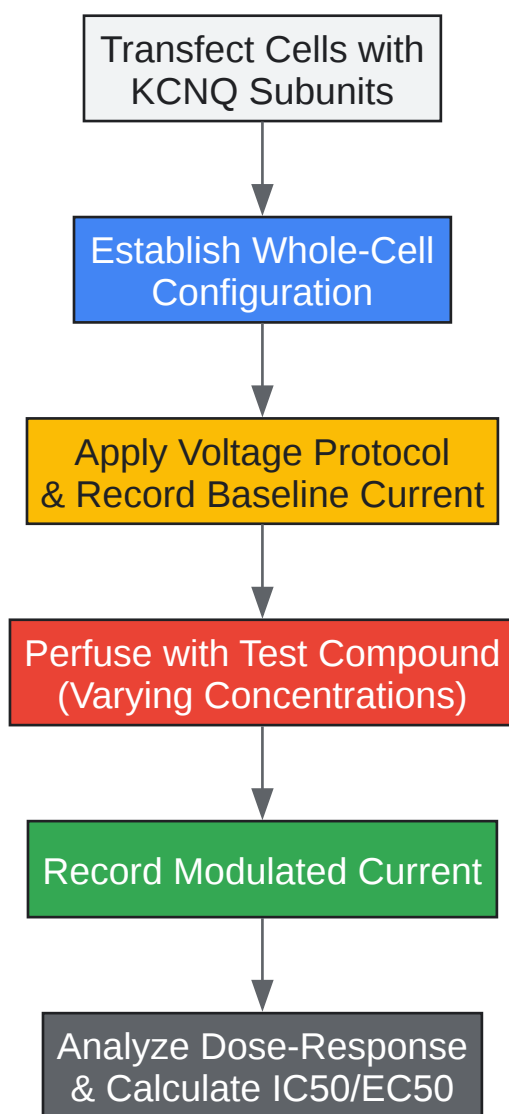 Transfect Cells with
KCNQ Subunits
Establish Whole-Cell
Configuration
Apply Voltage Protocol
& Record Baseline Current
Perfuse with Test Compound
(Varying Concentrations)
Record Modulated Current
Analyze Dose-Response
& Calculate IC50/EC50